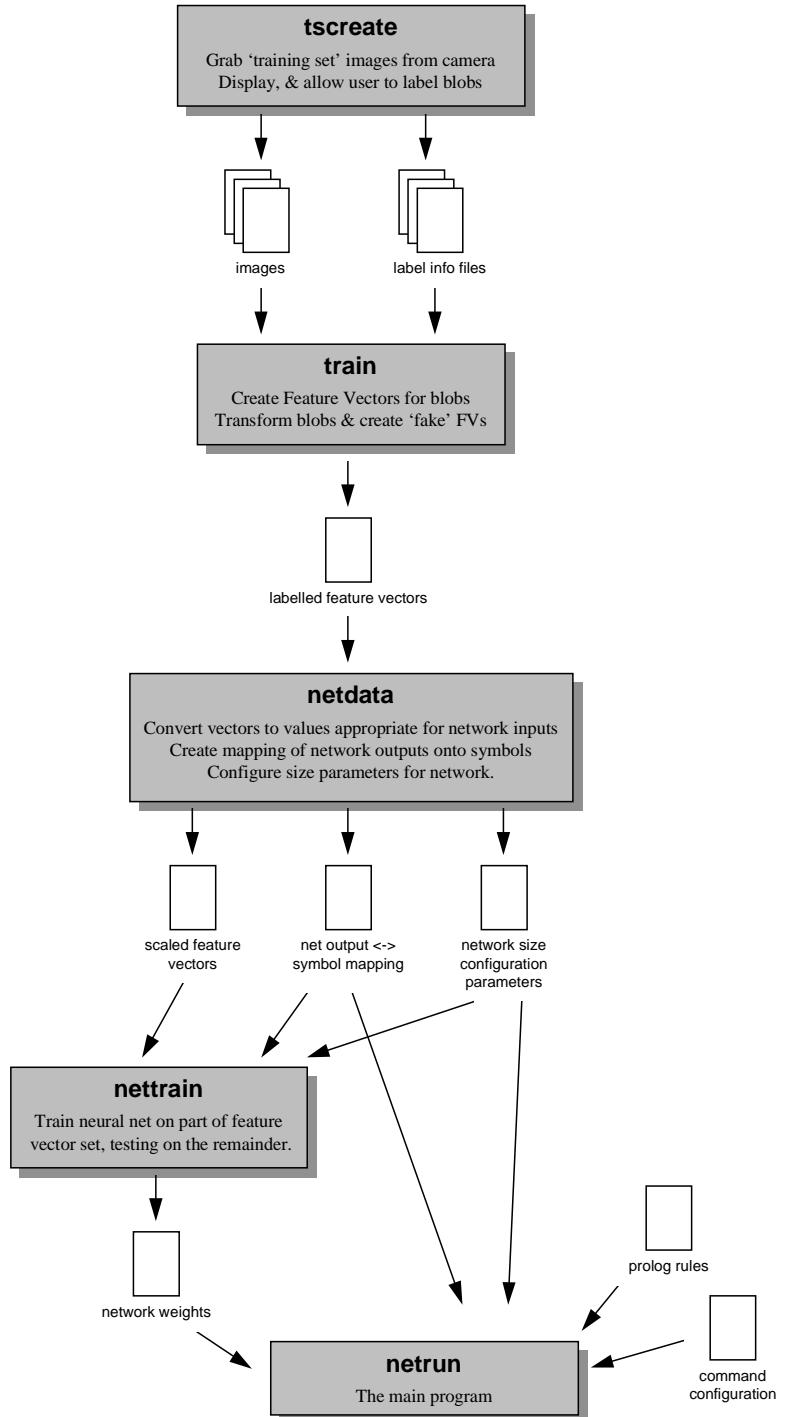 tscreate
Grab ‘training set’ images from camera
Display, & allow user to label blobs
images
label info files
train
Create Feature Vectors for blobs
Transform blobs & create ‘fake’ FVs
labelled feature vectors
netdata
Convert vectors to values appropriate for network inputs
Create mapping of network outputs onto symbols
Configure size parameters for network.
scaled feature
vectors
net output <->
symbol mapping
network size
configuration
parameters
nettrain
Train neural net on part of feature
vector set, testing on the remainder.
network weights
prolog rules
command
configuration
netrun
The main program